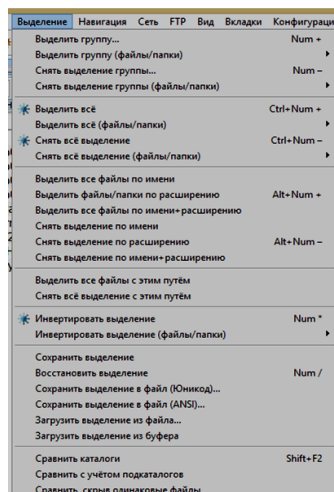 Выделение Навигация Сеть FTP Вид Вкладки Конфигураци
Выделить группу... Num +
Выделить группу (файлы/папки)
Снять выделение группы... Num −
Снять выделение группы (файлы/папки)
Выделить всё Ctrl+Num +
Выделить всё (файлы/папки)
Снять всё выделение Ctrl+Num −
Снять всё выделение (файлы/папки)
Выделить все файлы по имени
Выделить файлы/папки по расширению Alt+Num +
Выделить все файлы по имени+расширению
Снять выделение по имени
Снять выделение по расширению Alt+Num −
Снять выделение по имени+расширению
Выделить все файлы с этим путём
Снять всё выделение с этим путём
Инвертировать выделение Num *
Инвертировать выделение (файлы/папки)
Сохранить выделение
Восстановить выделение Num /
Сохранить выделение в файл (Юникод)...
Сохранить выделение в файл (ANSI)...
Загрузить выделение из файла...
Загрузить выделение из буфера
Сравнить каталоги Shift+F2
Сравнить с учётом подкаталогов
Сравнить, скрыв одинаковые файлы